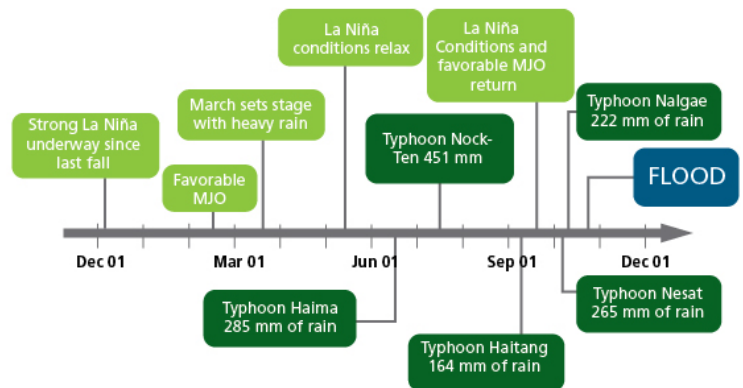 La Niña
conditions relax
La Niña
Conditions and
favorable MJO
return
March sets stage
with heavy rain
Typhoon Nalgae
222 mm of rain
Strong La Niña
underway since
last fall
Typhoon Nock-
Ten 451 mm
Favorable
MJO
FLOOD
Dec 01
Mar 01
Jun 01
Sep 01
Dec 01
Typhoon Haima
285 mm of rain
Typhoon Nesat
265 mm of rain
Typhoon Haitang
164 mm of rain